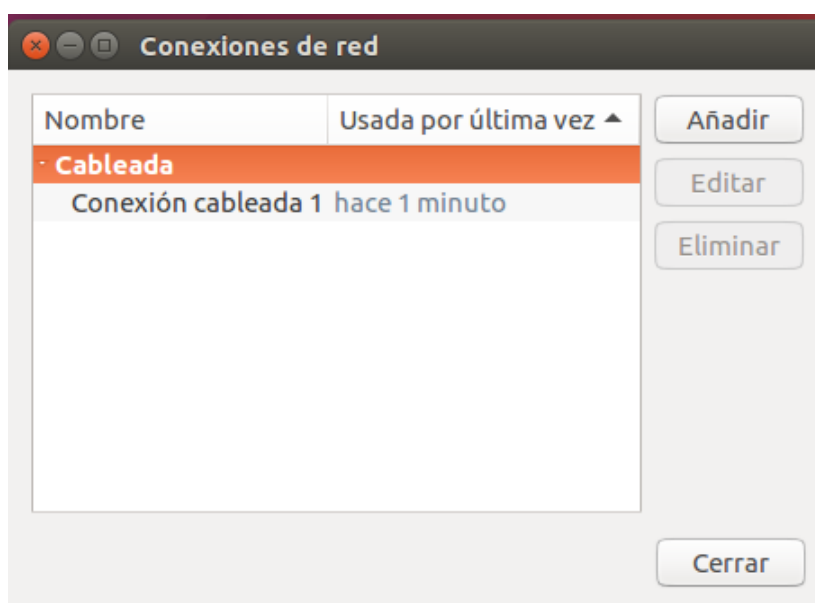 Conexiones de red
Nombre Usada por última vez
Cableada
Conexión cableada 1 hace 1 minuto
Añadir
Editar
Eliminar
Cerrar